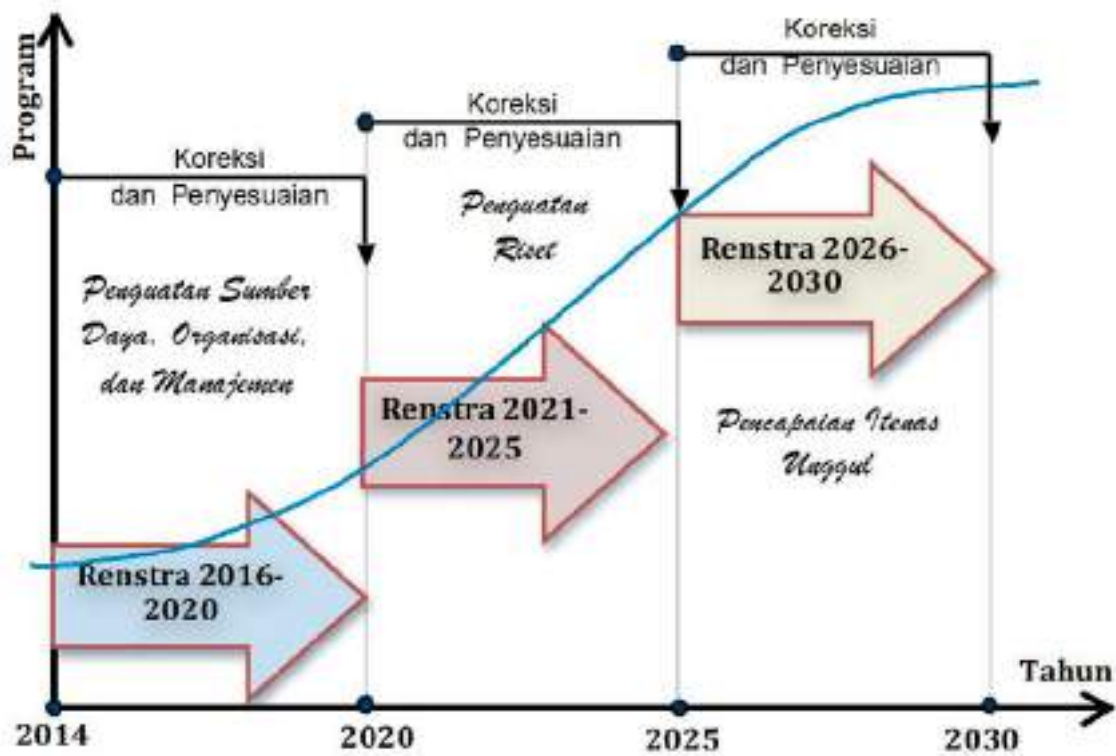 Program
Koreksi
dan Penyesuaian
Koreksi
dan Penyesuaian
Koreksi
dan Penyesuaian
Penguatan Sumber
Daya, Organisasi,
dan Manajemen
Penguatan
Riset
Renstra 2026-
2030
Renstra 2021-
2025
Pencapaian Itenas
Unggul
Renstra 2016-
2020
Tahun
2014
2020
2025
2030